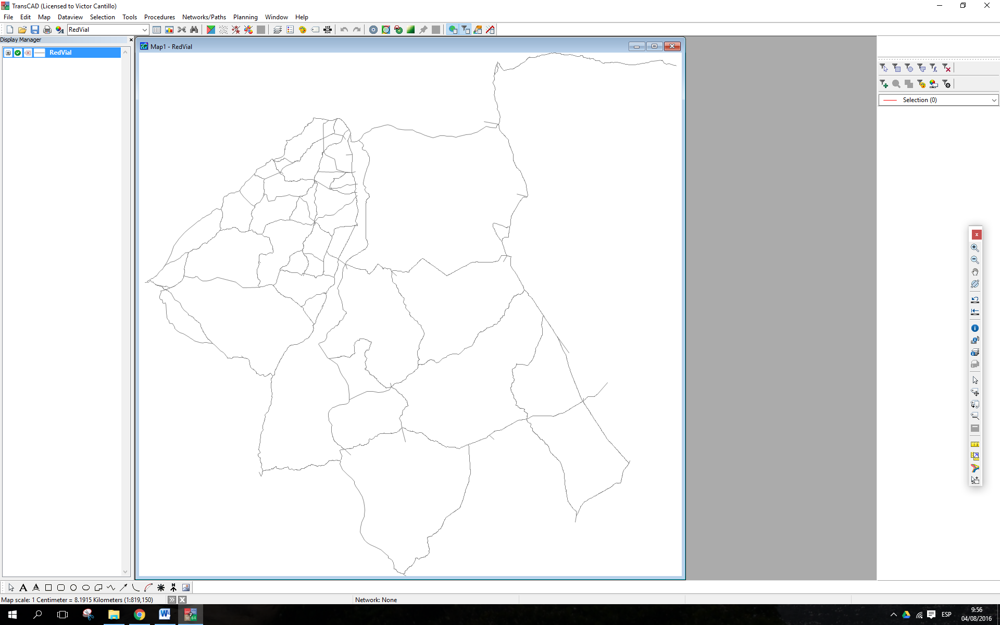 TransCAD (Licensed to Victor Cantillo)
File Edit Map Dataview Selection Tools Procedures Networks/Paths Planning Window Help
RedVial
Display Manager
RedVial
Map1 - RedVial
Selection (0)
Map scale: 1 Centimeter = 8.1915 Kilometers (1:819,150)
Network: None
ESP
9:56
04/08/2016